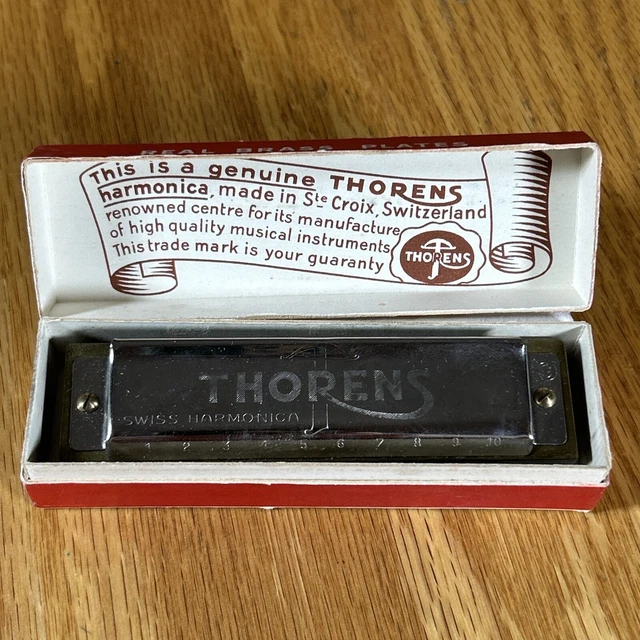 REAL BRASS PLATES
This is a genuine THORENS
harmonica, made in Ste Croix, Switzerland
renowned centre for its manufacture
of high quality musical instruments
This trade mark is your guaranty
THORENS
THORENS
SWISS HARMONICA
1 2 3 5 6 7 8 9 10